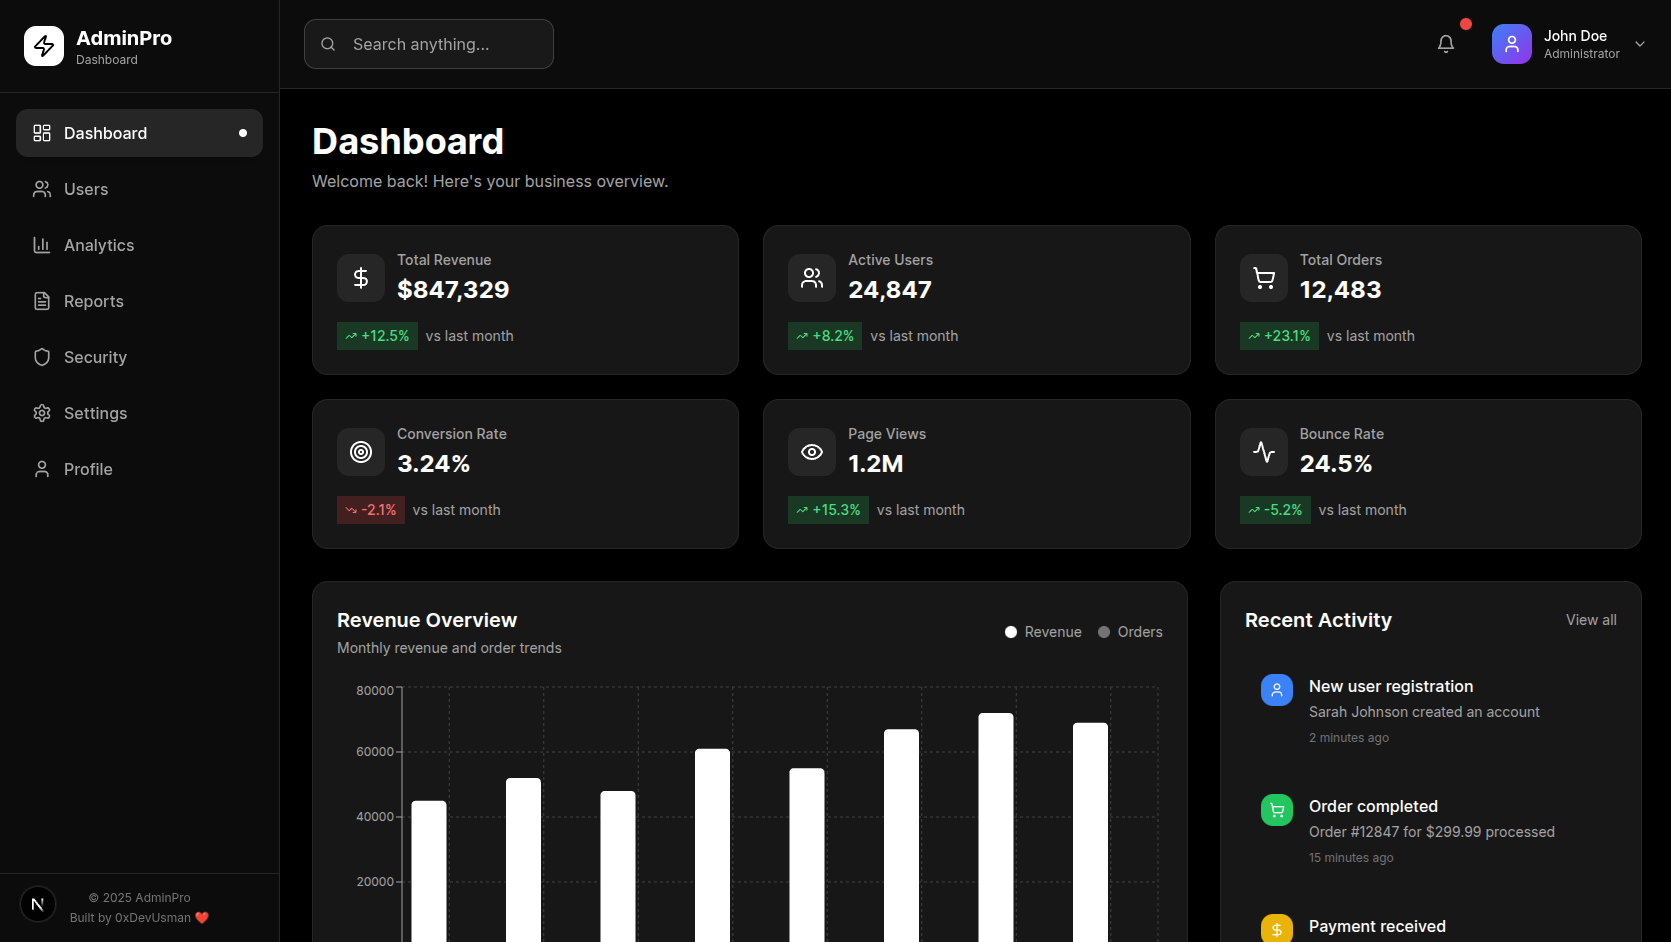 AdminPro
Dashboard
Search anything...
John Doe
Administrator
Dashboard
Users
Analytics
Reports
Security
Settings
Profile
© 2025 AdminPro
Built by 0xDevUsman ❤️
N
Dashboard
Welcome back! Here's your business overview.
Total Revenue
$847,329
+12.5% vs last month
Active Users
24,847
+8.2% vs last month
Total Orders
12,483
+23.1% vs last month
Conversion Rate
3.24%
-2.1% vs last month
Page Views
1.2M
+15.3% vs last month
Bounce Rate
24.5%
-5.2% vs last month
Revenue Overview
Monthly revenue and order trends
Revenue Orders
80000
60000
40000
20000
Recent Activity
View all
New user registration
Sarah Johnson created an account
2 minutes ago
Order completed
Order #12847 for $299.99 processed
15 minutes ago
Payment received